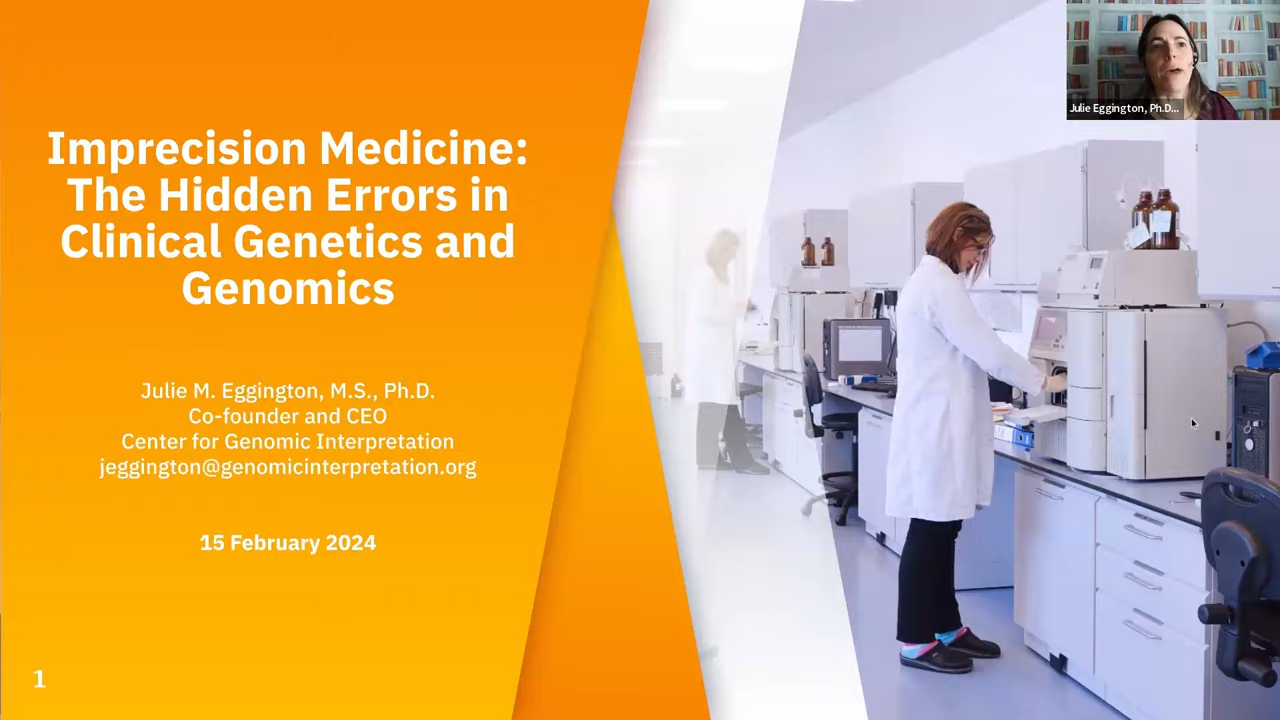 Imprecision Medicine:
The Hidden Errors in
Clinical Genetics and
Genomics
Julie M. Eggington, M.S., Ph.D.
Co-founder and CEO
Center for Genomic Interpretation
jeggington@genomicinterpretation.org
15 February 2024
1
Julie Eggington, Ph.D...